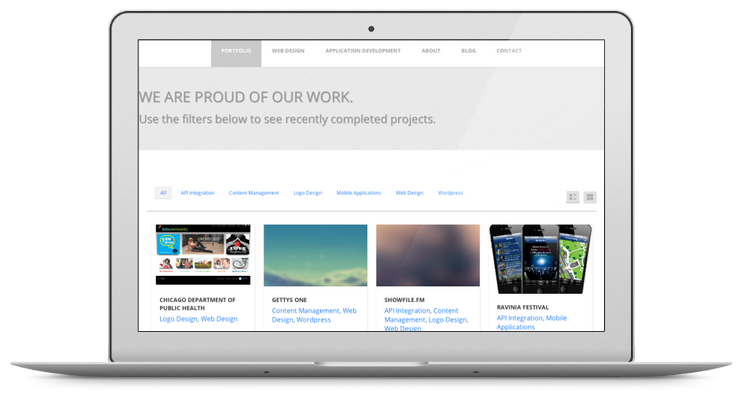 PORTFOLIO WEB DESIGN APPLICATION DEVELOPMENT ABOUT BLOG CONTACT
WE ARE PROUD OF OUR WORK.
Use the filters below to see recently completed projects.
All API Integration Content Management Logo Design Mobile Applications Web Design Wordpress
CHICAGO DEPARTMENT OF
PUBLIC HEALTH
Logo Design, Web Design
GETTYS ONE
Content Management, Web
Design, Wordpress
SHOWFILE.FM
API Integration, Content
Management, Logo Design,
Web Design
RAVINIA FESTIVAL
API Integration, Mobile
Applications